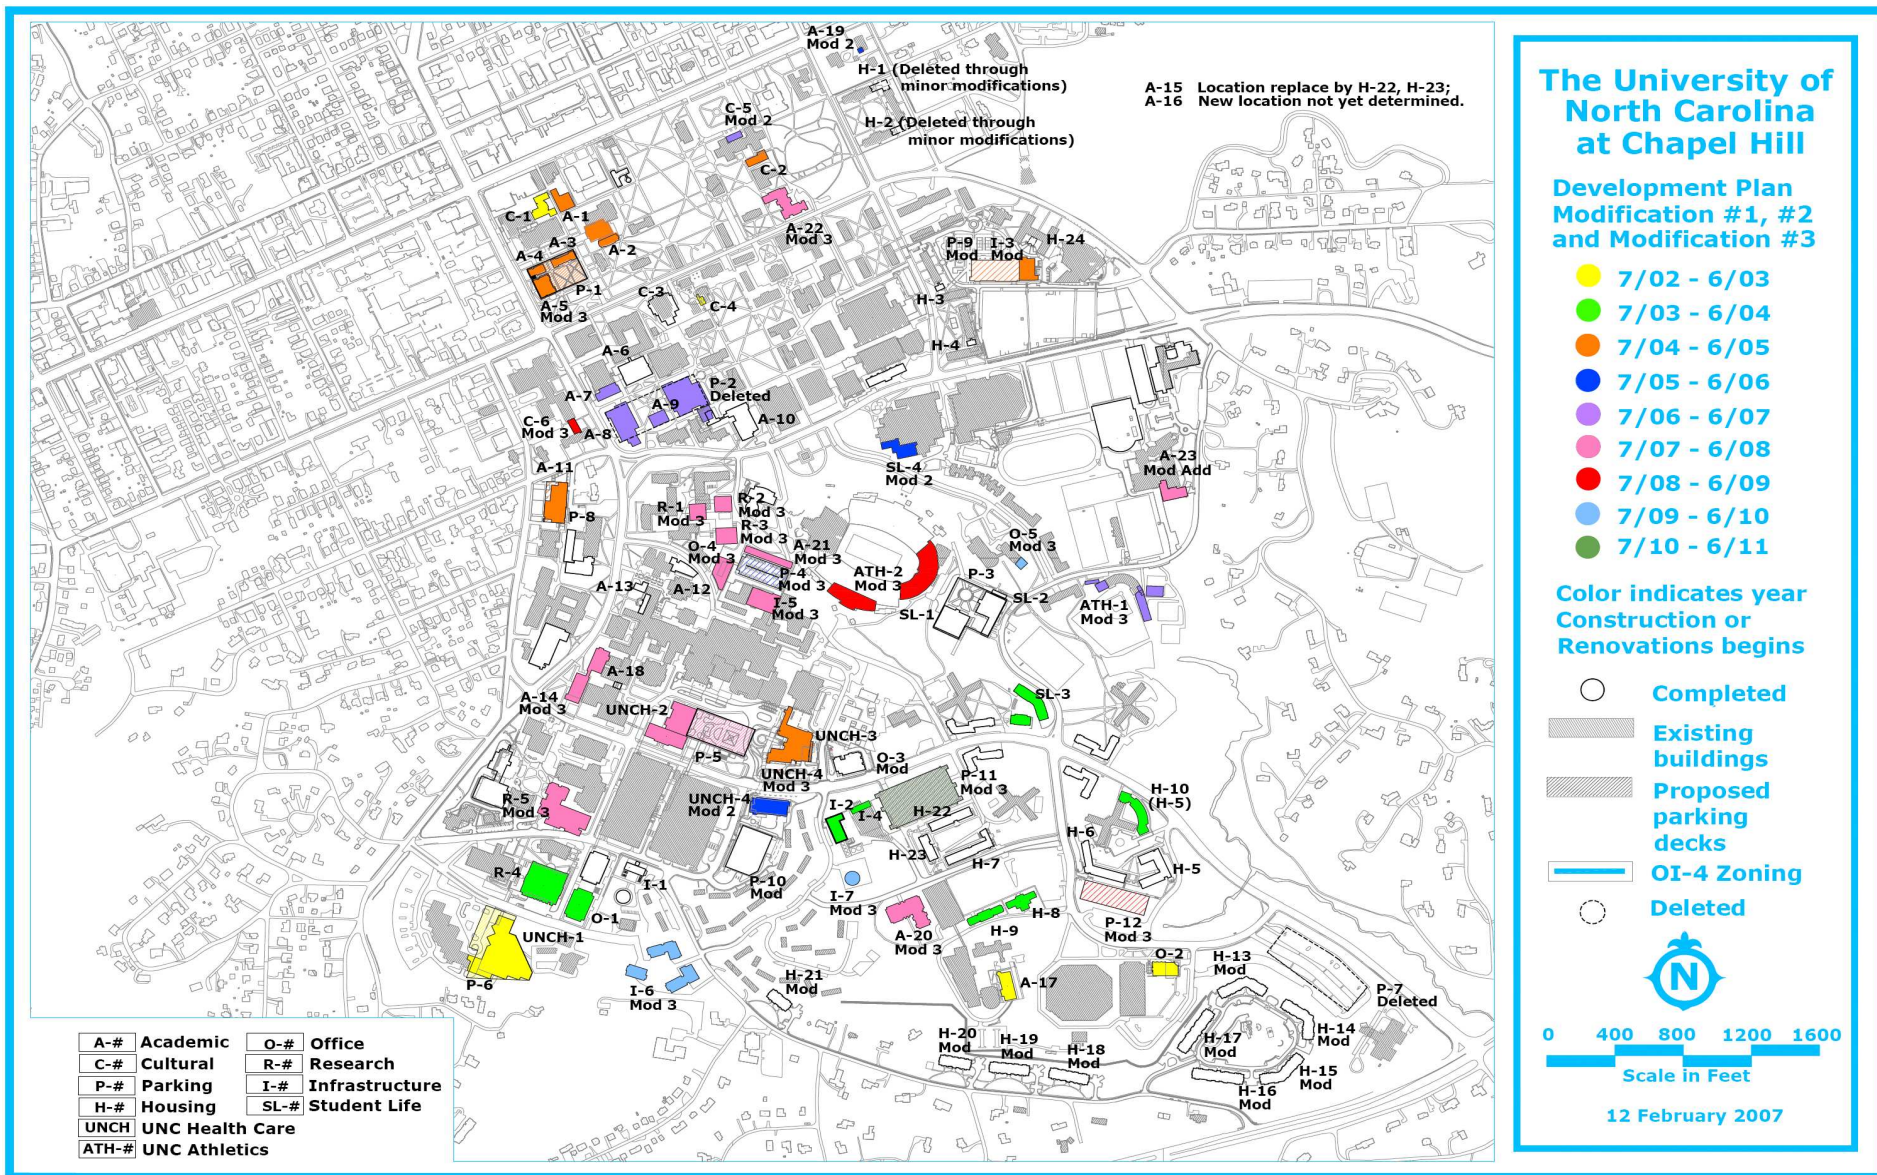 A-19
Mod 2
H-1 (Deleted through
minor modifications)
A-15 Location replace by H-22, H-23;
A-16 New location not yet determined.
C-5
Mod 2
H-2 (Deleted through
minor modifications)
C-2
C-1
A-1
A-22
Mod 3
A-3
A-2
A-4
P-9
Mod
I-3
Mod
H-24
P-1
C-3
C-4
A-5
Mod 3
H-3
A-6
H-4
A-7
P-2
Deleted
A-9
A-10
C-6
Mod 3
A-8
A-11
SL-4
Mod 2
A-23
Mod Add
P-8
R-1
Mod 3
R-2
Mod 3
R-3
Mod 3
O-4
Mod 3
A-21
Mod 3
O-5
Mod 3
A-13
A-12
P-4
Mod 3
ATH-2
Mod 3
P-3
I-5
Mod 3
SL-1
SL-2
ATH-1
Mod 3
A-18
A-14
Mod 3
UNCH-2
SL-3
UNCH-3
P-5
O-3
Mod
UNCH-4
Mod 3
P-11
Mod 3
R-5
Mod 3
UNCH-4
Mod 2
I-2
I-4
H-22
H-10
(H-5)
H-6
H-23
H-7
H-5
R-4
I-1
P-10
Mod
I-7
Mod 3
O-1
H-8
H-9
P-12
Mod 3
UNCH-1
A-20
Mod 3
P-6
I-6
Mod 3
H-21
Mod
A-17
O-2
H-13
Mod
P-7
Deleted
H-20
Mod
H-19
Mod
H-18
Mod
H-17
Mod
H-14
Mod
H-15
Mod
H-16
Mod
A-# Academic
C-# Cultural
P-# Parking
H-# Housing
UNCH UNC Health Care
ATH-# UNC Athletics
O-# Office
R-# Research
I-# Infrastructure
SL-# Student Life
The University of
North Carolina
at Chapel Hill
Development Plan
Modification #1, #2
and Modification #3
7/02 - 6/03
7/03 - 6/04
7/04 - 6/05
7/05 - 6/06
7/06 - 6/07
7/07 - 6/08
7/08 - 6/09
7/09 - 6/10
7/10 - 6/11
Color indicates year
Construction or
Renovations begins
Completed
Existing
buildings
Proposed
parking
decks
OI-4 Zoning
Deleted
N
0 400 800 1200 1600
Scale in Feet
12 February 2007